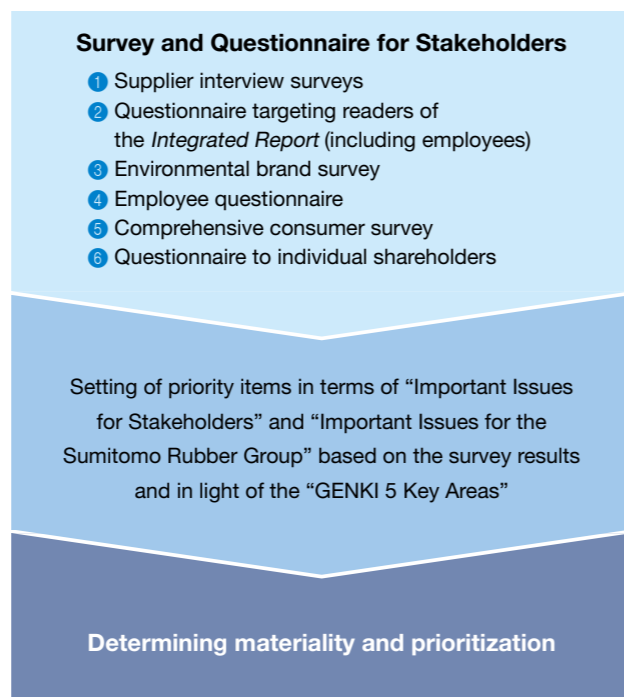 Survey and Questionnaire for Stakeholders
1 Supplier interview surveys
2 Questionnaire targeting readers of
the Integrated Report (including employees)
3 Environmental brand survey
4 Employee questionnaire
5 Comprehensive consumer survey
6 Questionnaire to individual shareholders
Setting of priority items in terms of “Important Issues
for Stakeholders” and “Important Issues for the
Sumitomo Rubber Group” based on the survey results
and in light of the “GENKI 5 Key Areas”
Determining materiality and prioritization